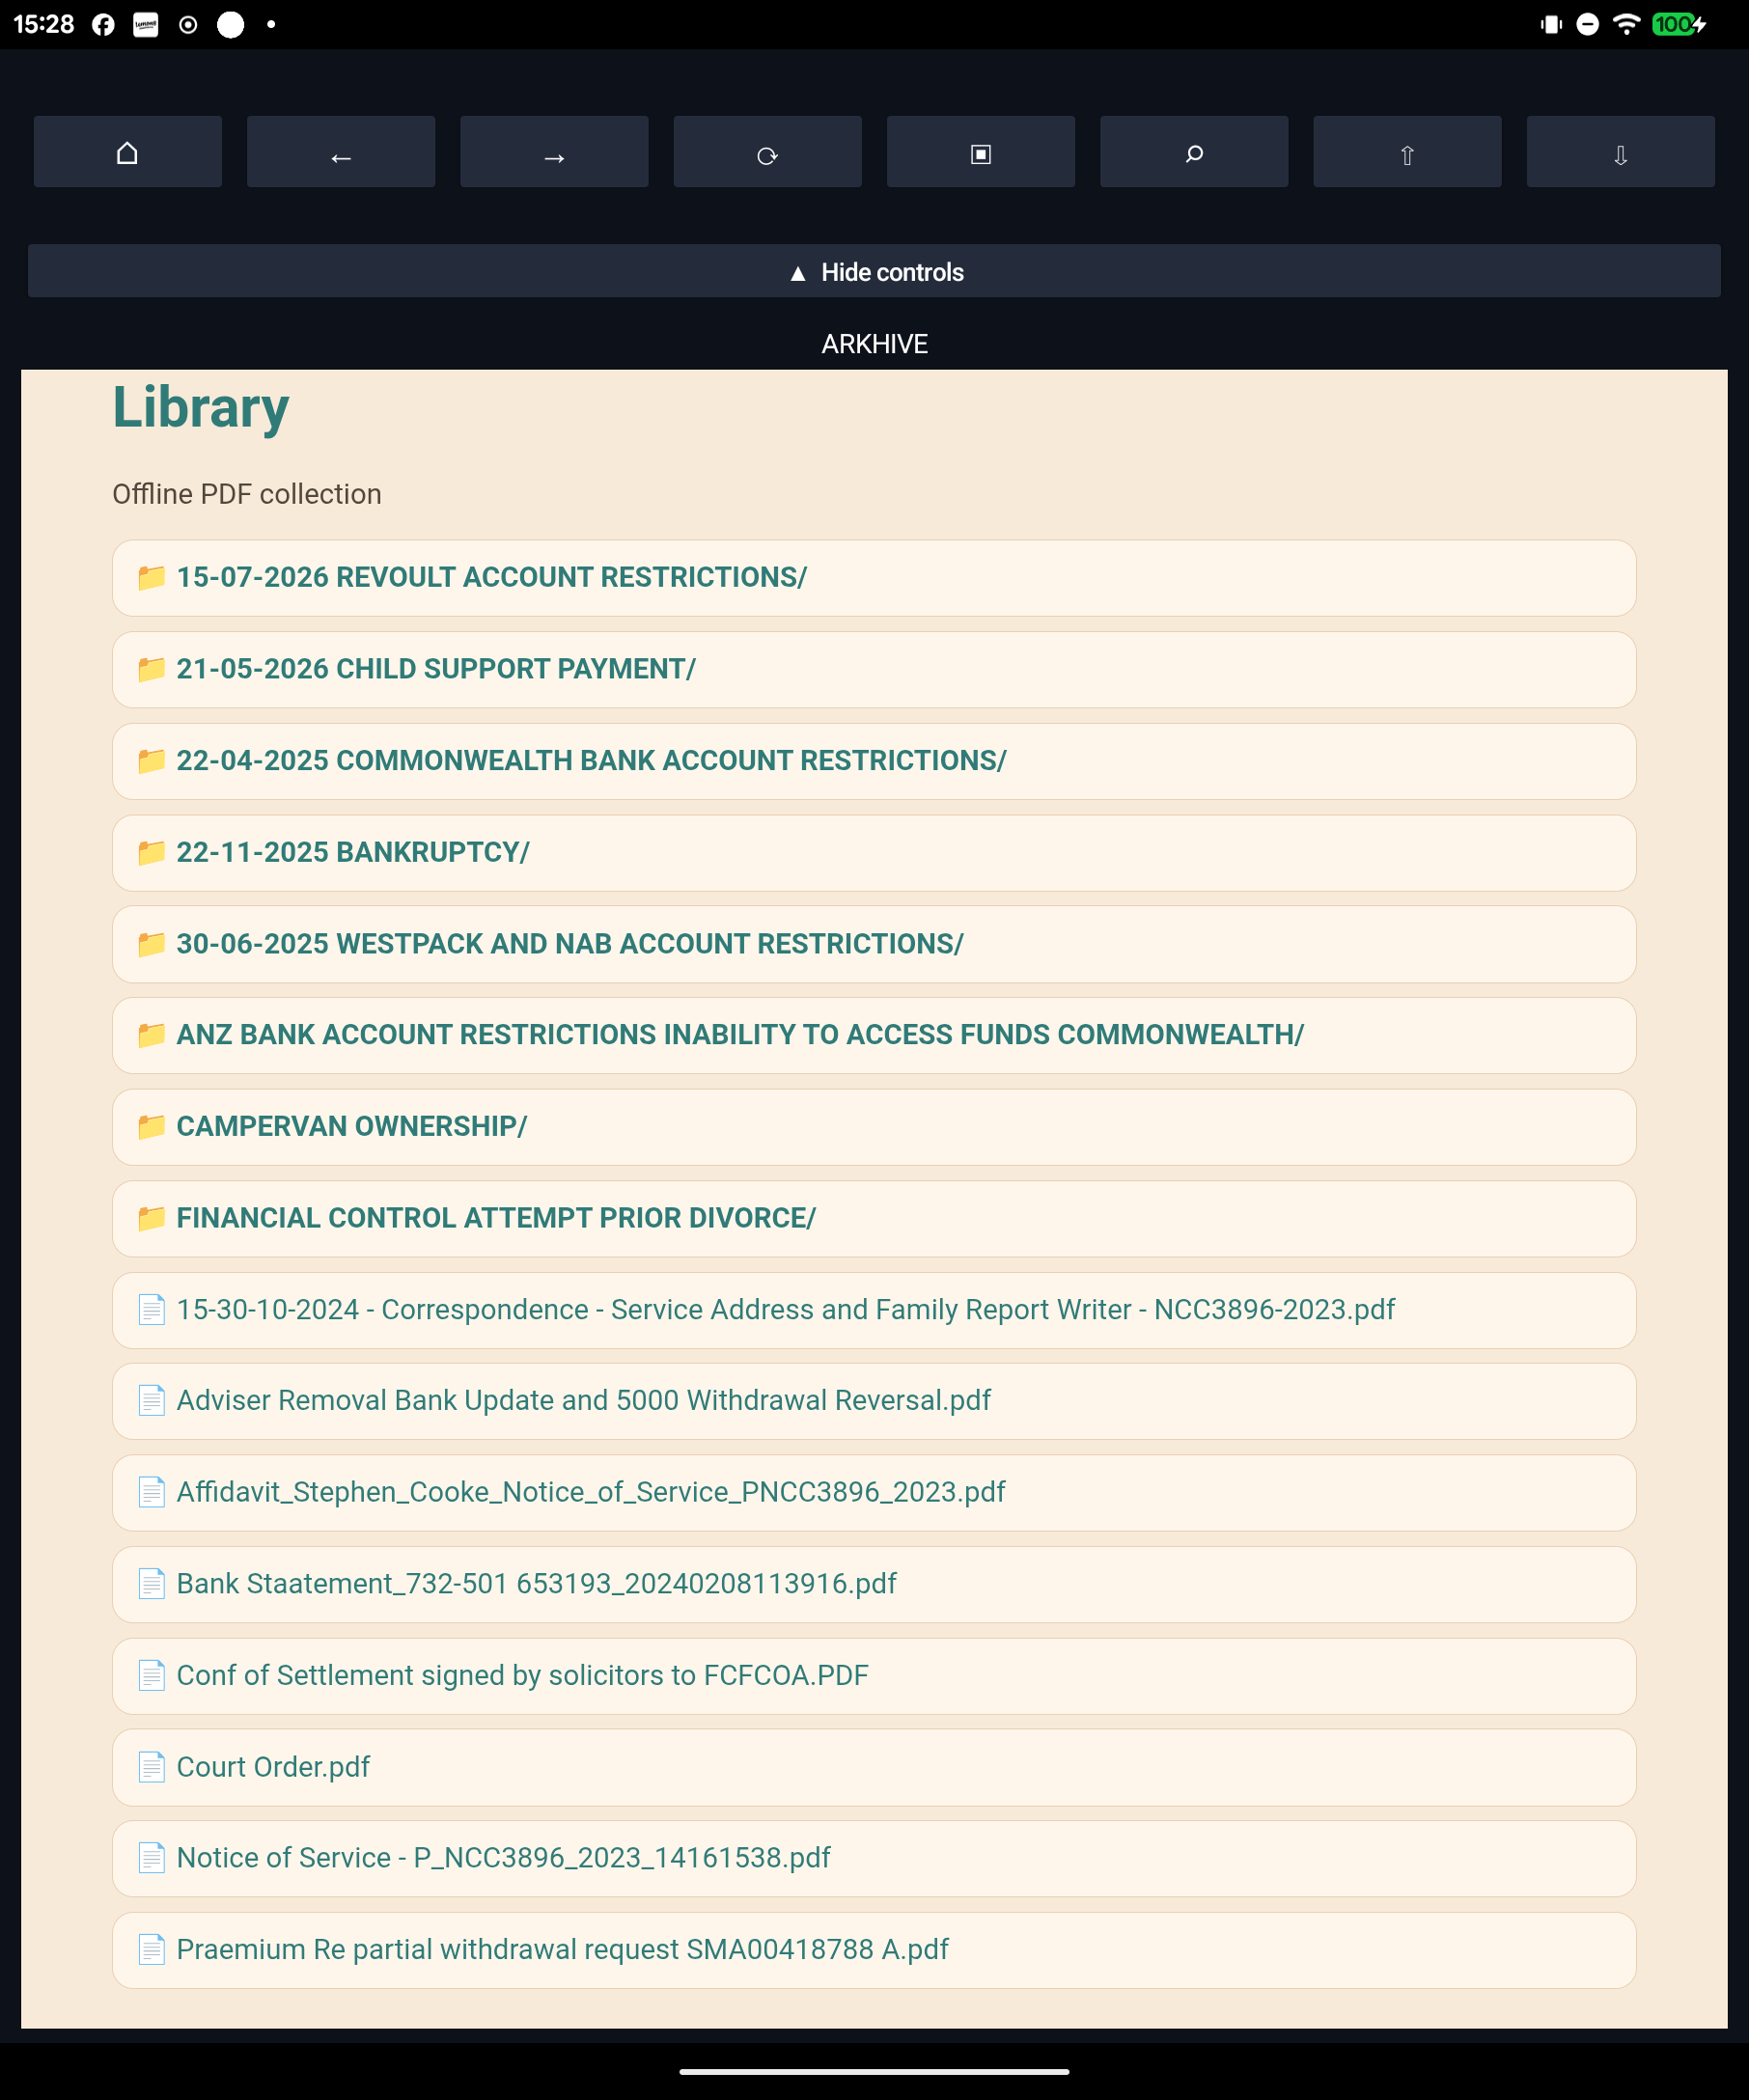 15:28
100
▲ Hide controls
ARKHIVE
Library
Offline PDF collection
15-07-2026 REVOULT ACCOUNT RESTRICTIONS/
21-05-2026 CHILD SUPPORT PAYMENT/
22-04-2025 COMMONWEALTH BANK ACCOUNT RESTRICTIONS/
22-11-2025 BANKRUPTCY/
30-06-2025 WESTPACK AND NAB ACCOUNT RESTRICTIONS/
ANZ BANK ACCOUNT RESTRICTIONS INABILITY TO ACCESS FUNDS COMMONWEALTH/
CAMPERVAN OWNERSHIP/
FINANCIAL CONTROL ATTEMPT PRIOR DIVORCE/
15-30-10-2024 - Correspondence - Service Address and Family Report Writer - NCC3896-2023.pdf
Adviser Removal Bank Update and 5000 Withdrawal Reversal.pdf
Affidavit_Stephen_Cooke_Notice_of_Service_PNCC3896_2023.pdf
Bank Staatement_732-501 653193_20240208113916.pdf
Conf of Settlement signed by solicitors to FCFCOA.PDF
Court Order.pdf
Notice of Service - P_NCC3896_2023_14161538.pdf
Praemium Re partial withdrawal request SMA00418788 A.pdf